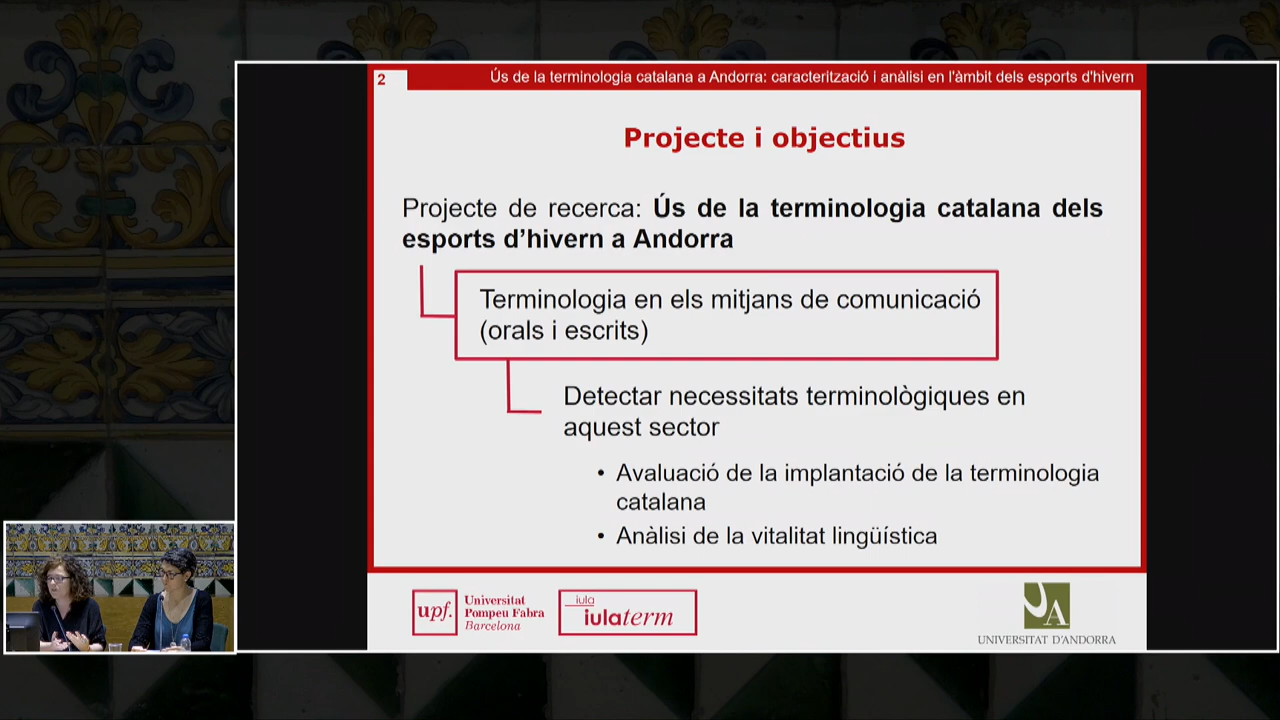 2
Ús de la terminologia catalana a Andorra: caracterització i anàlisi en l'àmbit dels esports d'hivern
Projecte i objectius
Projecte de recerca: Ús de la terminologia catalana dels
esports d'hivern a Andorra
Terminologia en els mitjans de comunicació
(orals i escrits)
Detectar necessitats terminològiques en
aquest sector
• Avaluació de la implantació de la terminologia
catalana
• Anàlisi de la vitalitat lingüística
upf.
Universitat
Pompeu Fabra
Barcelona
iula
iulaterm
UA
UNIVERSITAT D'ANDORRA